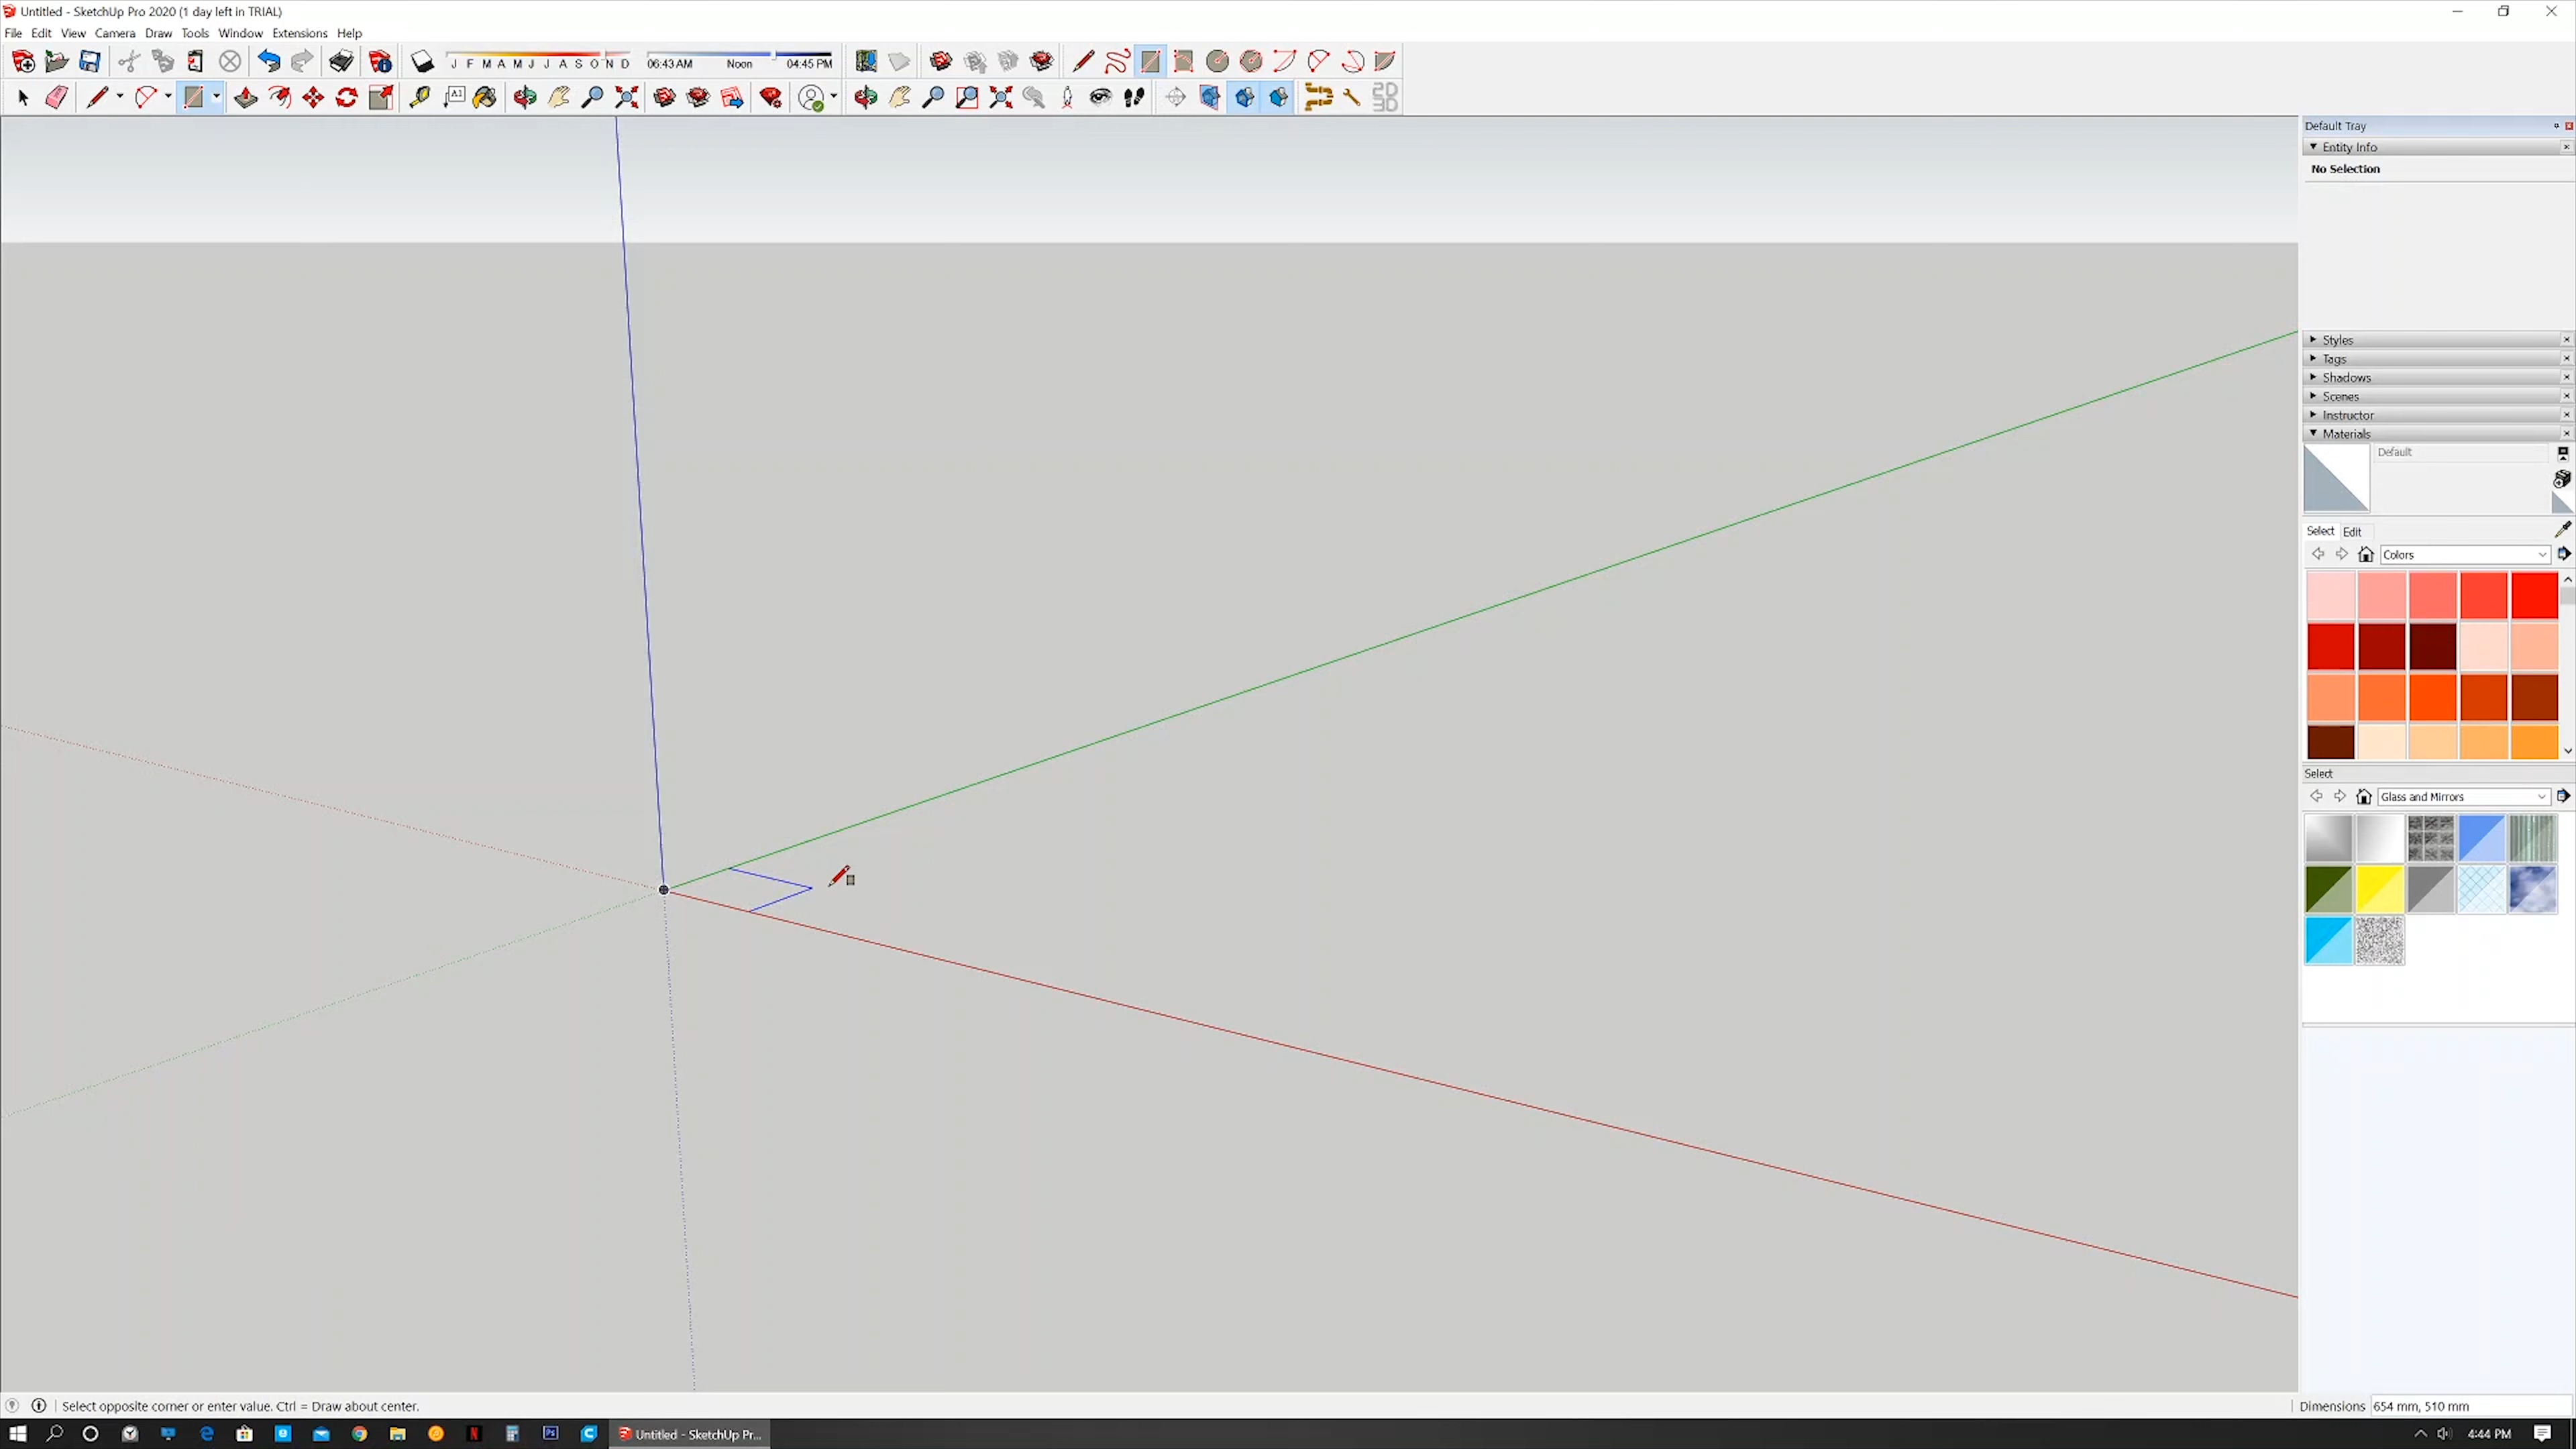 Untitled - SketchUp Pro 2020 (1 day left in TRIAL)
File Edit View Camera Draw Tools Window Extensions Help
J F M A M J J A S O N D 06:43 AM Noon 04:45 PM
A1
2D
3D
Default Tray
Entity Info
No Selection
Styles
Tags
Shadows
Scenes
Instructor
Materials
Default
Select Edit
Colors
Select
Glass and Mirrors
Select opposite corner or enter value. Ctrl = Draw about center.
Dimensions 654 mm, 510 mm
Untitled - SketchUp Pr...
4:44 PM